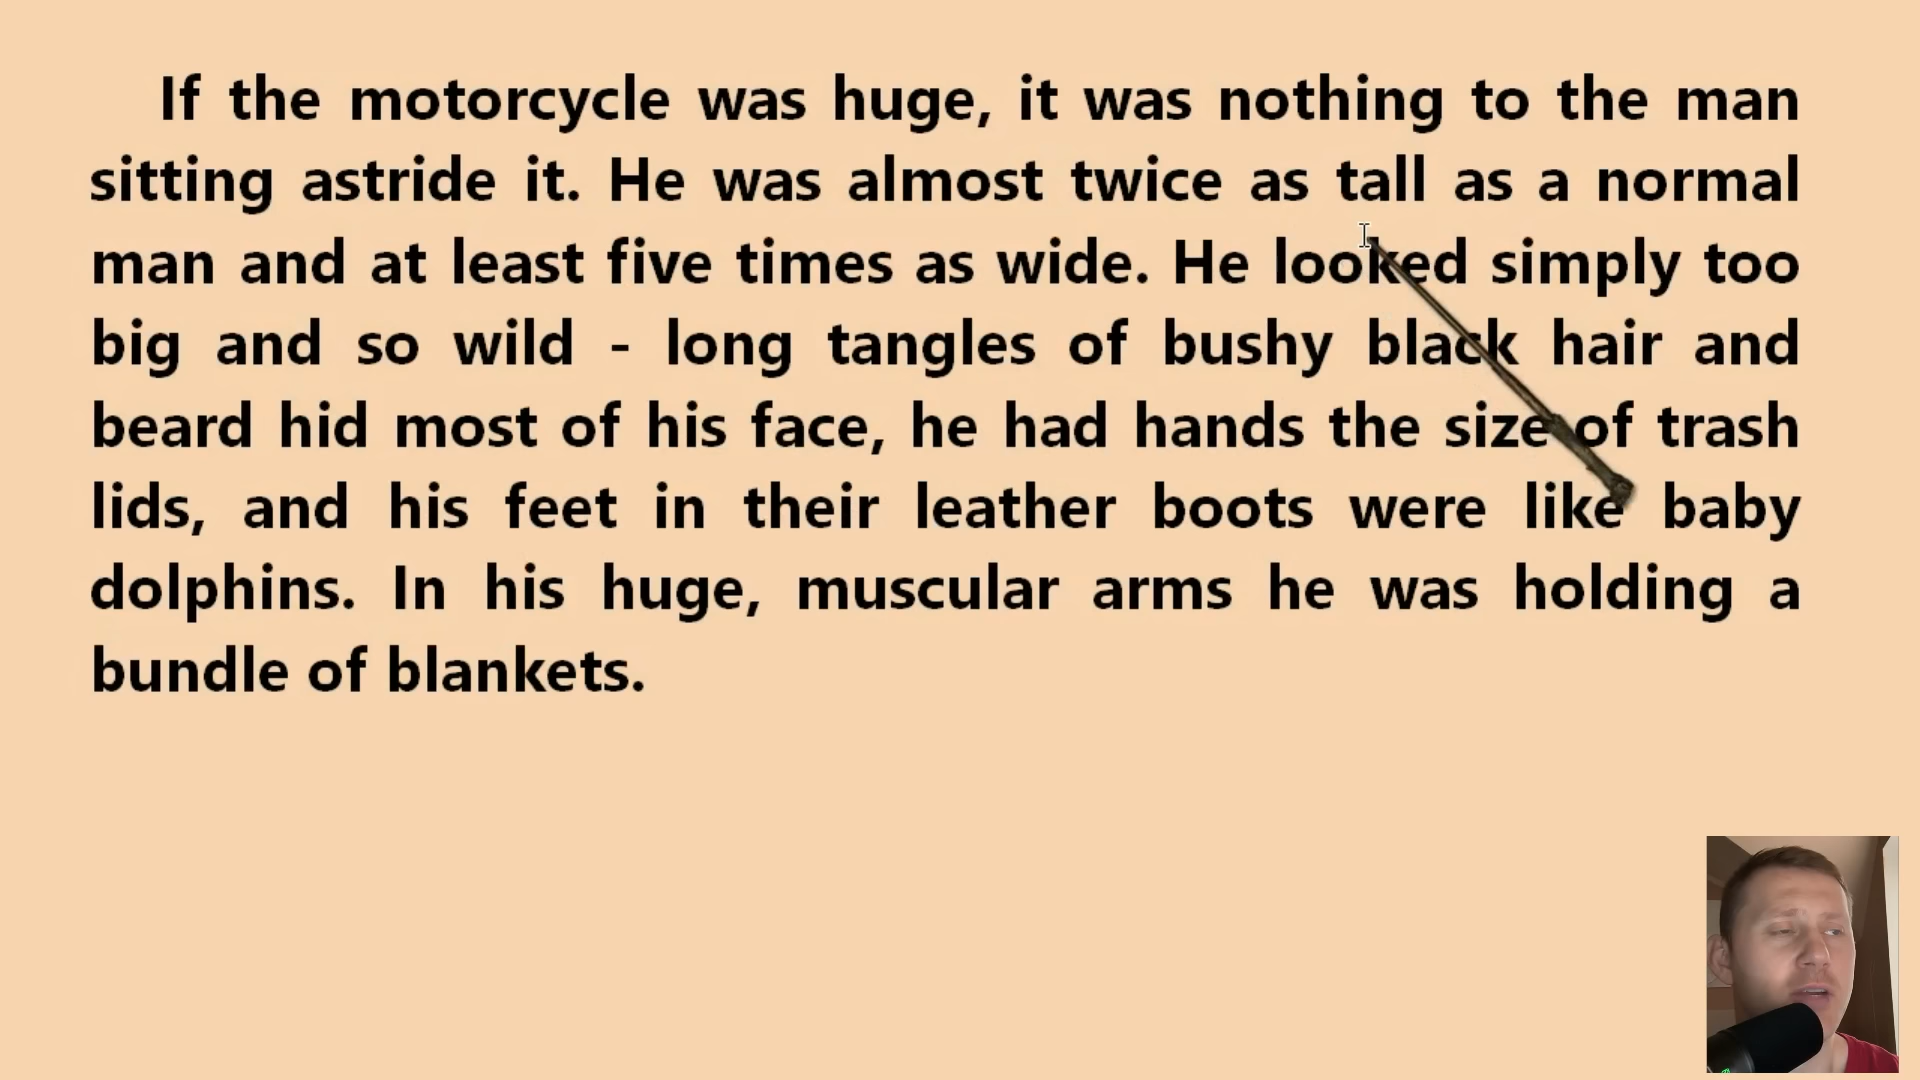 If the motorcycle was huge, it was nothing to the man
sitting astride it. He was almost twice as tall as a normal
man and at least five times as wide. He looked simply too
big and so wild - long tangles of bushy black hair and
beard hid most of his face, he had hands the size of trash
lids, and his feet in their leather boots were like baby
dolphins. In his huge, muscular arms he was holding a
bundle of blankets.